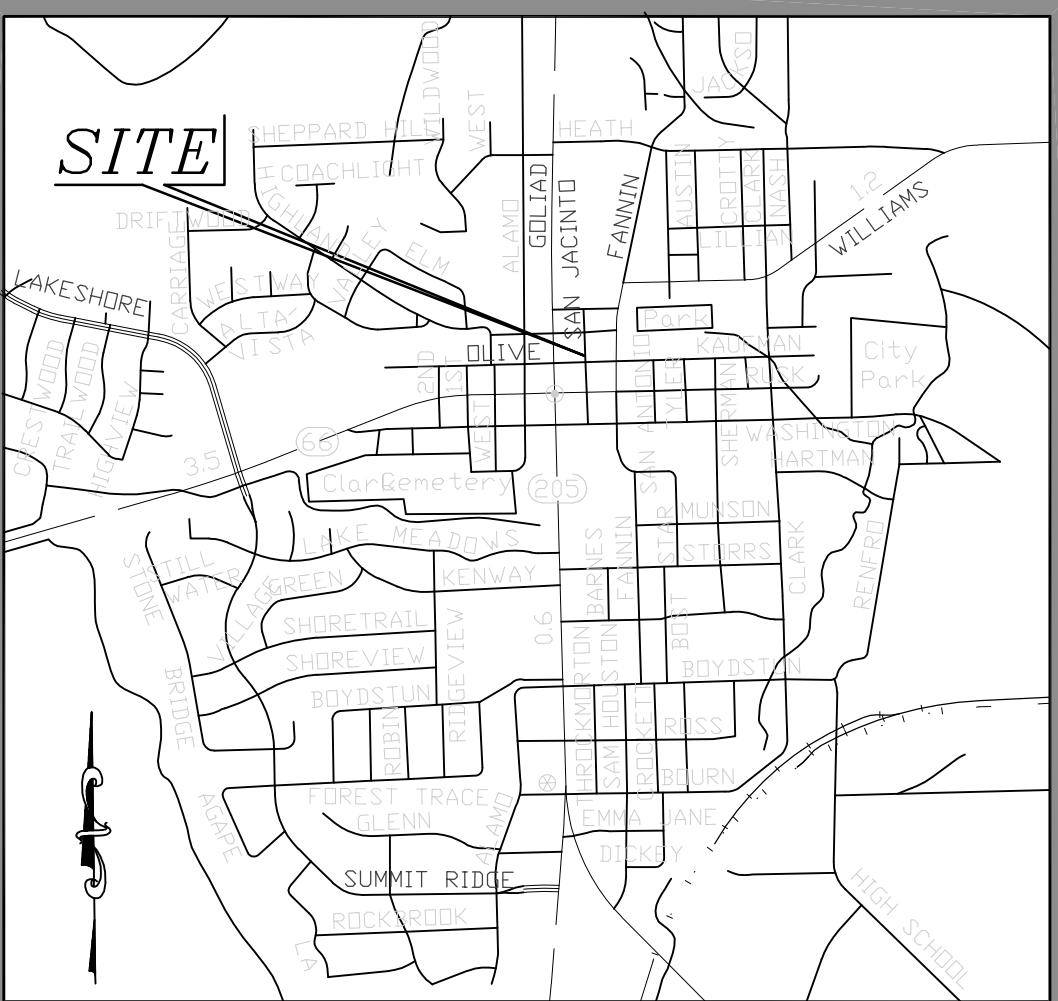 JACKSO
WILDWOOD
WEST
SHEPPARD HILL
HEATH
SITE
COACHLIGHT
HIGHLAND
AUSTIN
CROTTY
CLARK
NASH
1.2
WILLIAMS
DRIFTWOOD
VALLEY
ELM
ALAMO
GOLIAD
SAN JACINTO
FANNIN
LILLIAN
CARRIAGE
LAKESHORE
WESTWAY
ALTA
VISTA
Park
OLIVE
KAUFMAN
City
Park
2ND
1ST
WEST
SAN ANTONIO
TYLER
SHERMAN
RUSK
CRESTWOOD
TRAILWOOD
HIGHVIEW
66
3.5
WASHINGTON
HARTMAN
Clark
Cemetery
205
SAN
STAR
MUNSON
LAKE MEADOWS
STORRS
BARNES
FANNIN
CLARK
RENFRO
STILL
WATER
STONE
VILLAGE
GREEN
KENWAY
SHORETRAIL
0.6
SHOREVIEW
RIDGEVIEW
BOST
BOYDSTUN
BOYDSTUN
BRIDGE
ROBIN
THROCKMORTON
SAM HOUSTON
CROCKETT
ROSS
BOURN
AGAPE
FOREST TRACE
GLENN
ALAMO
EMMA JANE
DICKEY
SUMMIT RIDGE
ROCKBROOK
LA
HIGH SCHOOL